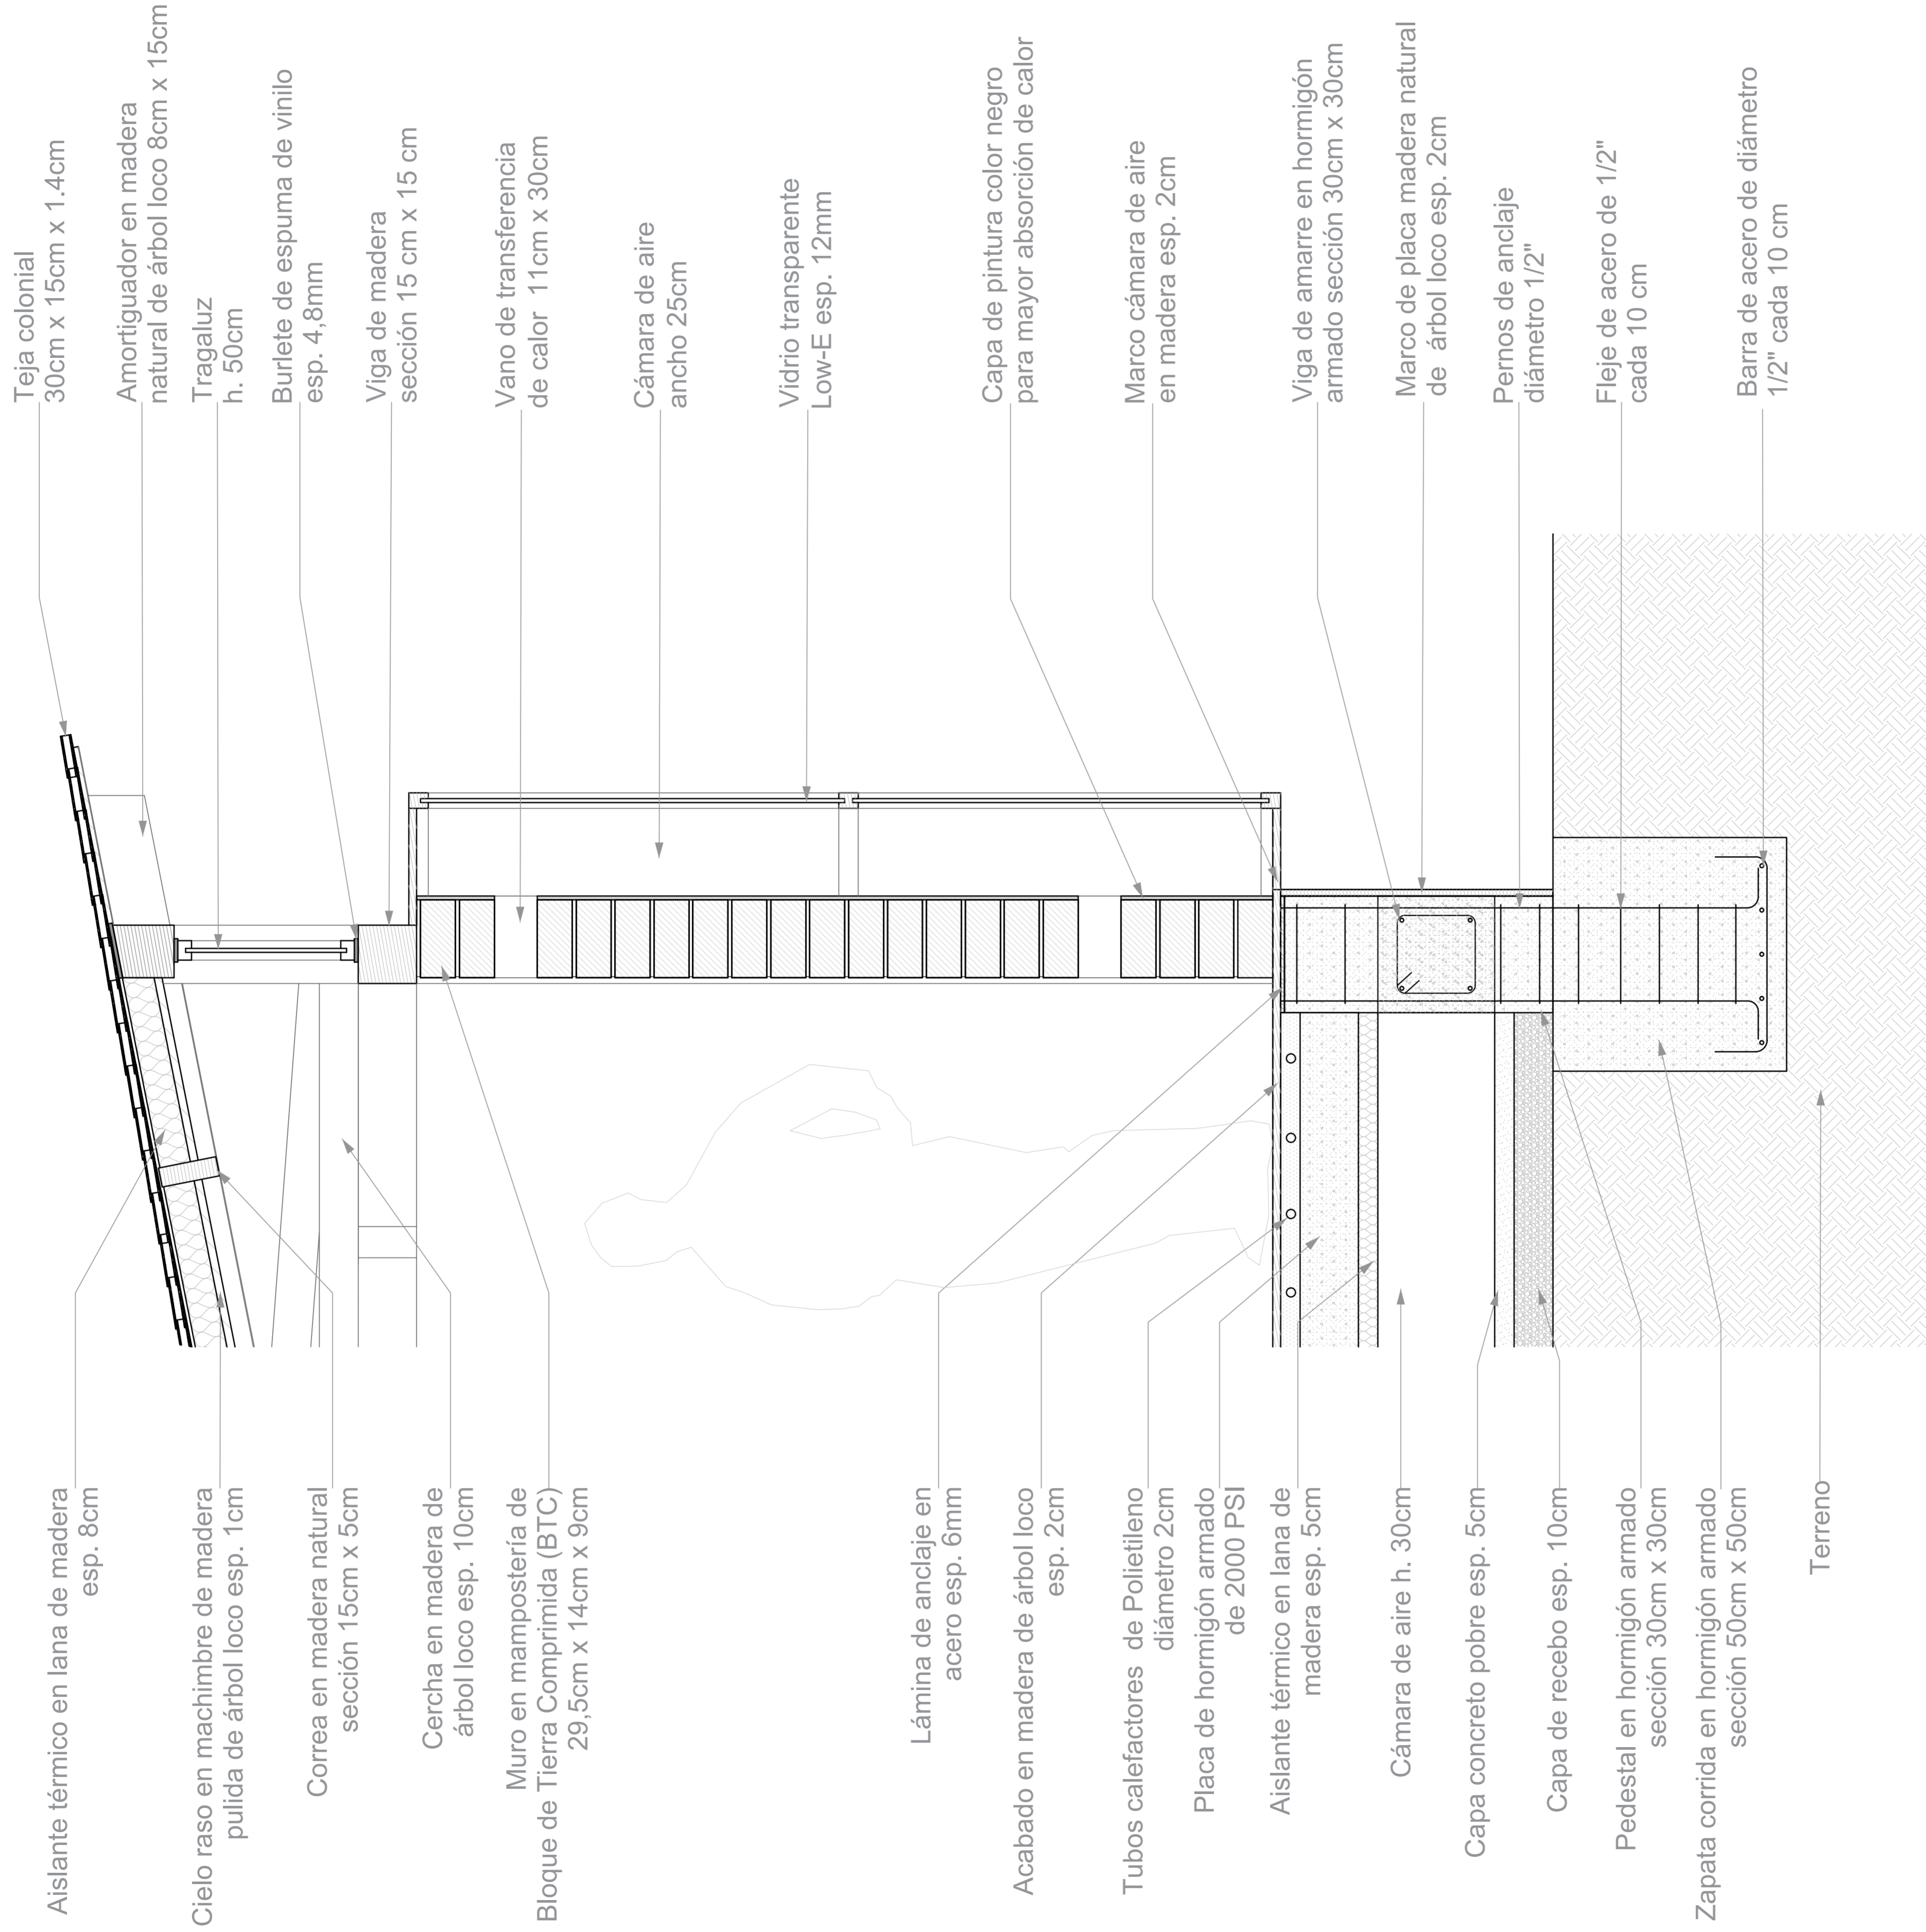 Teja colonial
30cm x 15cm x 1.4cm
Amortiguador en madera
natural de árbol loco 8cm x 15cm
Tragaluz
h. 50cm
Burlete de espuma de vinilo
esp. 4,8mm
Viga de madera
sección 15 cm x 15 cm
Vano de transferencia
de calor 11cm x 30cm
Cámara de aire
ancho 25cm
Vidrio transparente
Low-E esp. 12mm
Capa de pintura color negro
para mayor absorción de calor
Marco cámara de aire
en madera esp. 2cm
Viga de amarre en hormigón
armado sección 30cm x 30cm
Marco de placa madera natural
de árbol loco esp. 2cm
Pernos de anclaje
diámetro 1/2"
Fleje de acero de 1/2"
cada 10 cm
Barra de acero de diámetro
1/2" cada 10 cm
Aislante térmico en lana de madera
esp. 8cm
Cielo raso en machimbre de madera
pulida de árbol loco esp. 1cm
Correa en madera natural
sección 15cm x 5cm
Cercha en madera de
árbol loco esp. 10cm
Muro en mampostería de
Bloque de Tierra Comprimida (BTC)
29,5cm x 14cm x 9cm
Lámina de anclaje en
acero esp. 6mm
Acabado en madera de árbol loco
esp. 2cm
Tubos calefactores de Polietileno
diámetro 2cm
Placa de hormigón armado
de 2000 PSI
Aislante térmico en lana de
madera esp. 5cm
Cámara de aire h. 30cm
Capa concreto pobre esp. 5cm
Capa de recebo esp. 10cm
Pedestal en hormigón armado
sección 30cm x 30cm
Zapata corrida en hormigón armado
sección 50cm x 50cm
Terreno